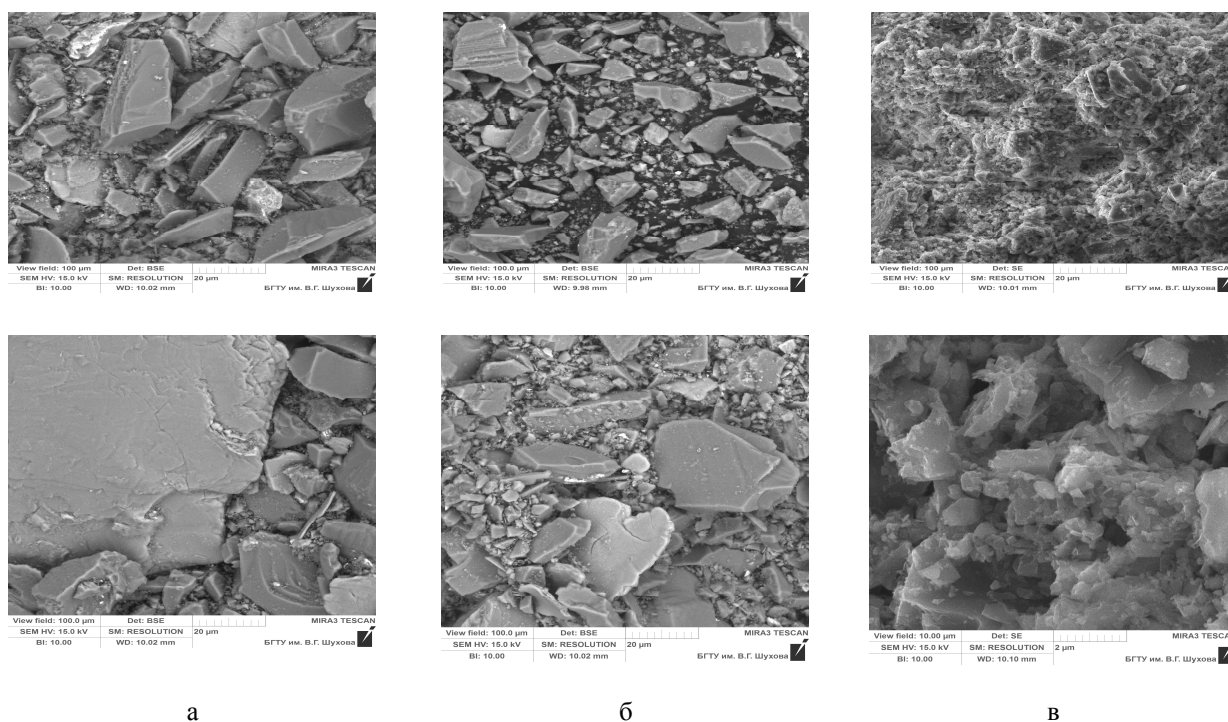 View field: 100 µm Det: BSE MIRA3 TESCAN
SEM HV: 15.0 kV SM: RESOLUTION 20 µm
BI: 10.00 WD: 10.02 mm БГТУ им. В.Г. Шухова
View field: 100.0 µm Det: BSE MIRA3 TESCAN
SEM HV: 15.0 kV SM: RESOLUTION 20 µm
BI: 10.00 WD: 9.98 mm БГТУ им. В.Г. Шухова
View field: 100 µm Det: SE MIRA3 TESCAN
SEM HV: 15.0 kV SM: RESOLUTION 20 µm
BI: 10.00 WD: 10.01 mm БГТУ им. В.Г. Шухова
View field: 100.0 µm Det: BSE MIRA3 TESCAN
SEM HV: 15.0 kV SM: RESOLUTION 20 µm
BI: 10.00 WD: 10.02 mm БГТУ им. В.Г. Шухова
View field: 100.0 µm Det: BSE MIRA3 TESCAN
SEM HV: 15.0 kV SM: RESOLUTION 20 µm
BI: 10.00 WD: 10.02 mm БГТУ им. В.Г. Шухова
View field: 10.00 µm Det: SE MIRA3 TESCAN
SEM HV: 15.0 kV SM: RESOLUTION 2 µm
BI: 10.00 WD: 10.10 mm БГТУ им. В.Г. Шухова
а б в